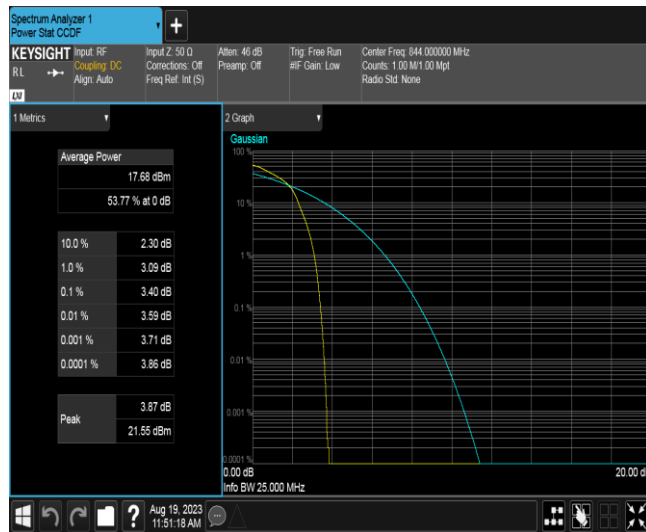 Spectrum Analyzer 1
Power Stat CCDF
KEYSIGHT
RL
LXI
Input: RF
Coupling: DC
Align: Auto
Input Z: 50 Ω
Corrections: Off
Freq Ref: Int (S)
Atten: 46 dB
Preamp: Off
Trig: Free Run
#IF Gain: Low
Center Freq: 844.000000 MHz
Counts: 1.00 M/1.00 Mpt
Radio Std: None
1 Metrics
Average Power
17.68 dBm
53.77 % at 0 dB
10.0 % 2.30 dB
1.0 % 3.09 dB
0.1 % 3.40 dB
0.01 % 3.59 dB
0.001 % 3.71 dB
0.0001 % 3.86 dB
Peak
3.87 dB
21.55 dBm
2 Graph
Gaussian
100 %
10 %
1 %
0.1 %
0.01 %
0.001 %
0.0001 %
0.00 dB
20.00 d
Info BW 25.000 MHz
?
Aug 19, 2023
11:51:18 AM